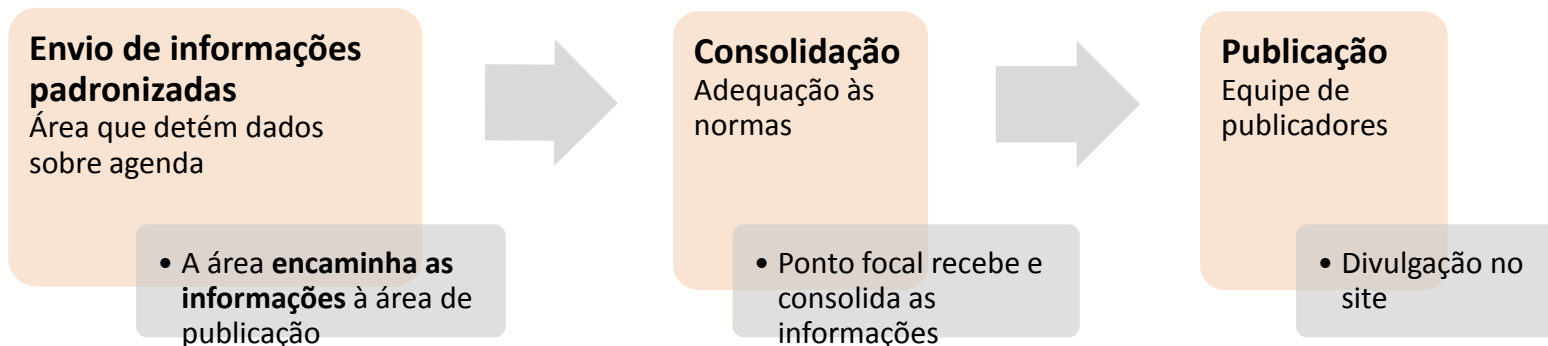 Envio de informações
padronizadas
Área que detém dados
sobre agenda
• A área encaminha as
informações à área de
publicação
Consolidação
Adequação às
normas
• Ponto focal recebe e
consolida as
informações
Publicação
Equipe de
publicadores
• Divulgação no
site